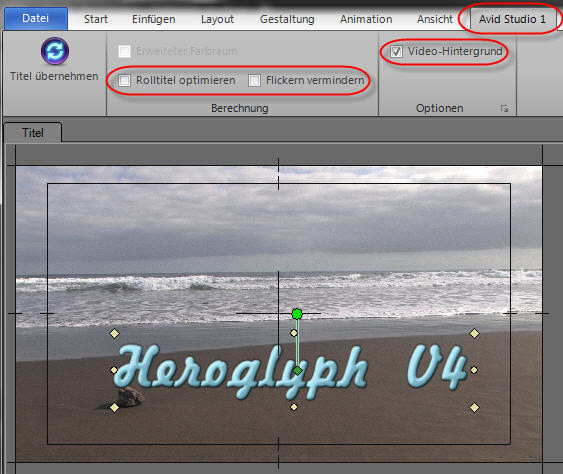 Datei Start Einfügen Layout Gestaltung Animation Ansicht Avid Studio 1
Titel übernehmen
Erweiteter Farbraum
Rolltitel optimieren Flickern vermindern
Berechnung
Video-Hintergrund
Optionen
Titel
Heroglyph V4